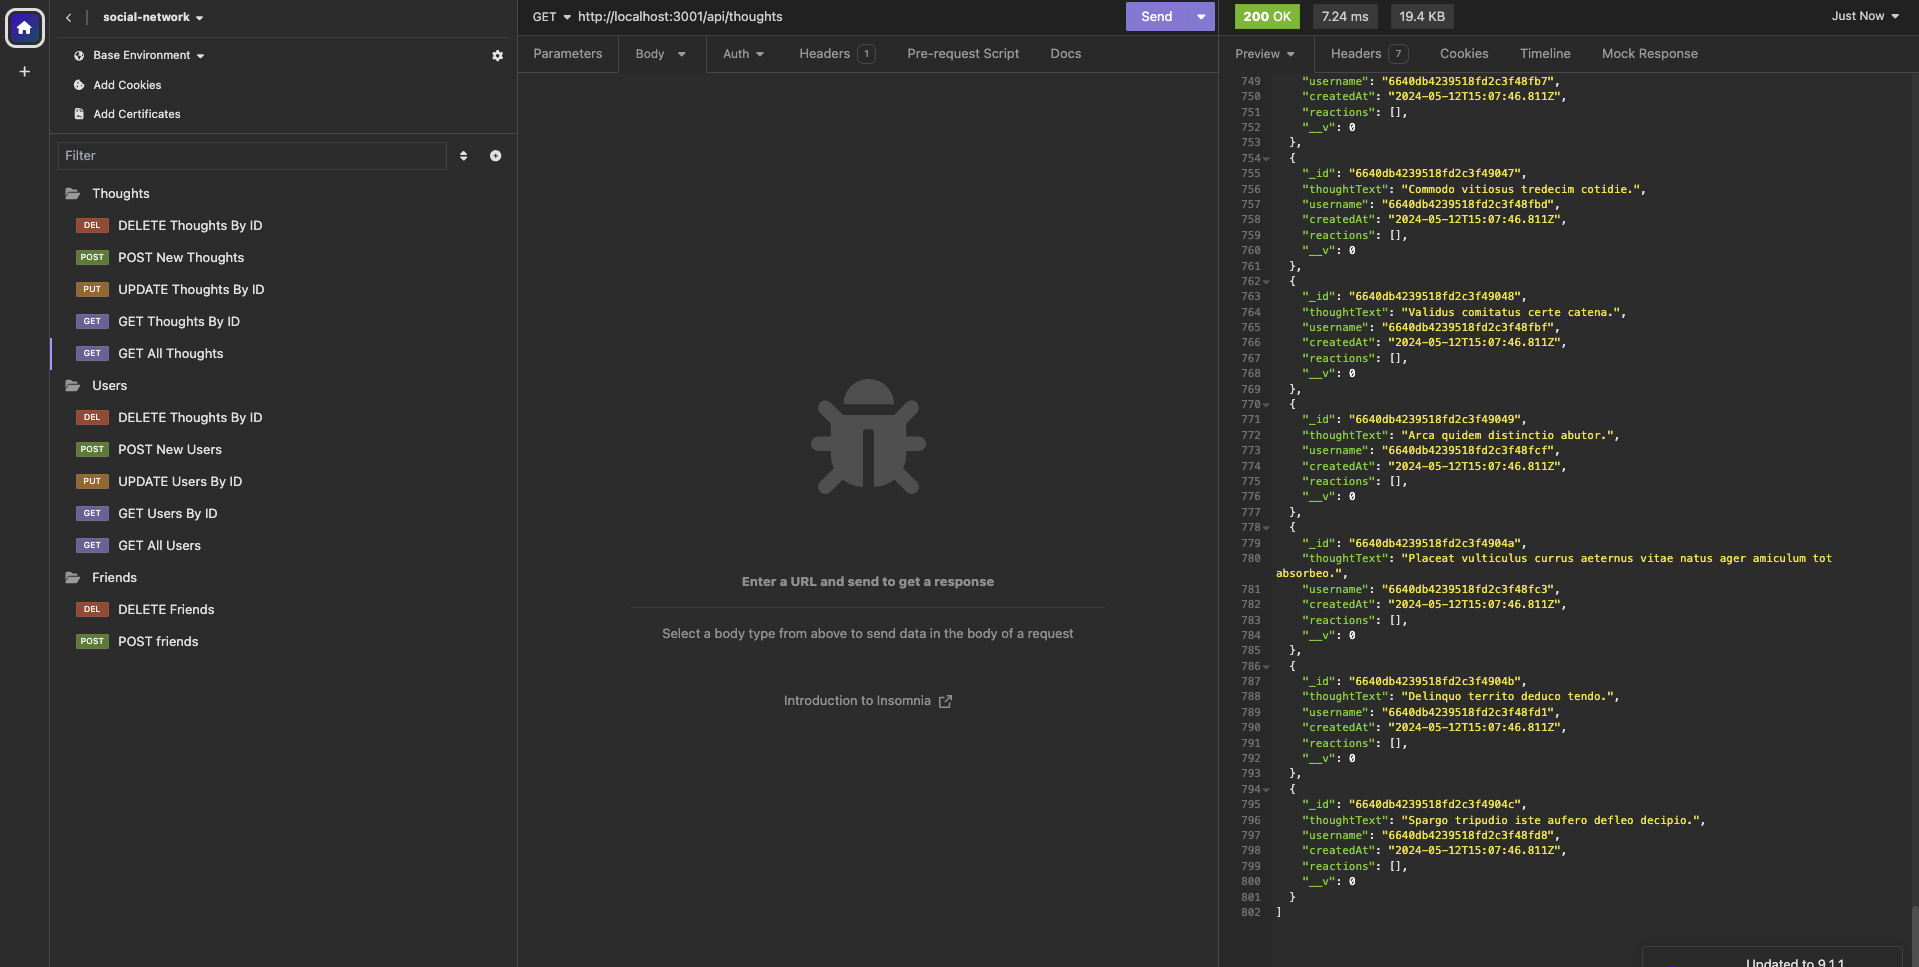 social-network
Base Environment
Add Cookies
Add Certificates
Filter
Thoughts
DEL DELETE Thoughts By ID
POST POST New Thoughts
PUT UPDATE Thoughts By ID
GET GET Thoughts By ID
GET GET All Thoughts
Users
DEL DELETE Thoughts By ID
POST POST New Users
PUT UPDATE Users By ID
GET GET Users By ID
GET GET All Users
Friends
DEL DELETE Friends
POST POST friends
GET http://localhost:3001/api/thoughts Send
Parameters Body Auth Headers 1 Pre-request Script Docs
Enter a URL and send to get a response
Select a body type from above to send data in the body of a request
Introduction to Insomnia
200 OK 7.24 ms 19.4 KB Just Now
Preview Headers 7 Cookies Timeline Mock Response
749 "username": "6640db4239518fd2c3f48fb7",
750 "createdAt": "2024-05-12T15:07:46.811Z",
751 "reactions": [],
752 "__v": 0
753 },
754 {
755 "_id": "6640db4239518fd2c3f49047",
756 "thoughtText": "Commodo vitiosus tredecim cotidie.",
757 "username": "6640db4239518fd2c3f48fbd",
758 "createdAt": "2024-05-12T15:07:46.811Z",
759 "reactions": [],
760 "__v": 0
761 },
762 {
763 "_id": "6640db4239518fd2c3f49048",
764 "thoughtText": "Validus comitatus certe catena.",
765 "username": "6640db4239518fd2c3f48fbf",
766 "createdAt": "2024-05-12T15:07:46.811Z",
767 "reactions": [],
768 "__v": 0
769 },
770 {
771 "_id": "6640db4239518fd2c3f49049",
772 "thoughtText": "Arca quidem distinctio abutor.",
773 "username": "6640db4239518fd2c3f48fcf",
774 "createdAt": "2024-05-12T15:07:46.811Z",
775 "reactions": [],
776 "__v": 0
777 },
778 {
779 "_id": "6640db4239518fd2c3f4904a",
780 "thoughtText": "Placeat vulticulus currus aeternus vitae natus ager amiculum tot
absorbeo.",
781 "username": "6640db4239518fd2c3f48fc3",
782 "createdAt": "2024-05-12T15:07:46.811Z",
783 "reactions": [],
784 "__v": 0
785 },
786 {
787 "_id": "6640db4239518fd2c3f4904b",
788 "thoughtText": "Delinquo territo deduco tendo.",
789 "username": "6640db4239518fd2c3f48fd1",
790 "createdAt": "2024-05-12T15:07:46.811Z",
791 "reactions": [],
792 "__v": 0
793 },
794 {
795 "_id": "6640db4239518fd2c3f4904c",
796 "thoughtText": "Spargo tripudio iste aufero defleo decipio.",
797 "username": "6640db4239518fd2c3f48fd8",
798 "createdAt": "2024-05-12T15:07:46.811Z",
799 "reactions": [],
800 "__v": 0
801 }
802 ]
Updated to 9.1.1